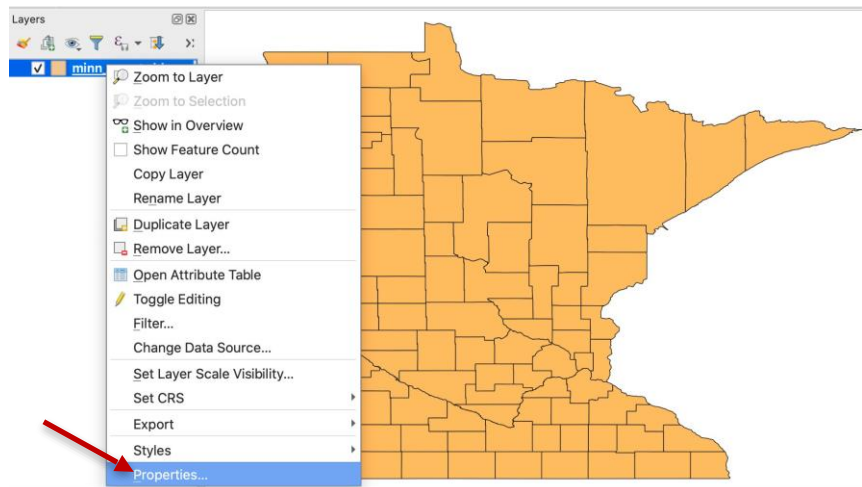 Layers
minn
Zoom to Layer
Zoom to Selection
Show in Overview
Show Feature Count
Copy Layer
Rename Layer
Duplicate Layer
Remove Layer...
Open Attribute Table
Toggle Editing
Filter...
Change Data Source...
Set Layer Scale Visibility...
Set CRS
Export
Styles
Properties...